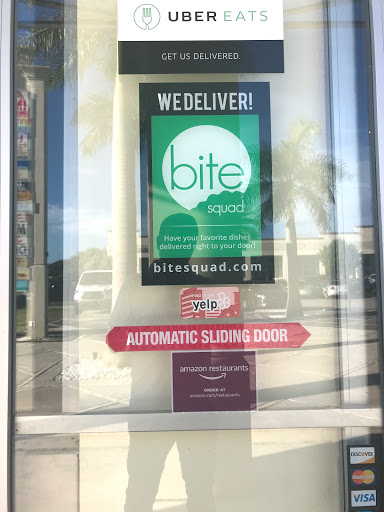 UBER EATS
GET US DELIVERED.
WE DELIVER!
bite
squad
Have your favorite dishes
delivered right to your door!
bitesquad.com
yelp
AUTOMATIC SLIDING DOOR
amazon restaurants
ORDER AT
amazon.com/restaurants
DISCOVER
MasterCard
VISA